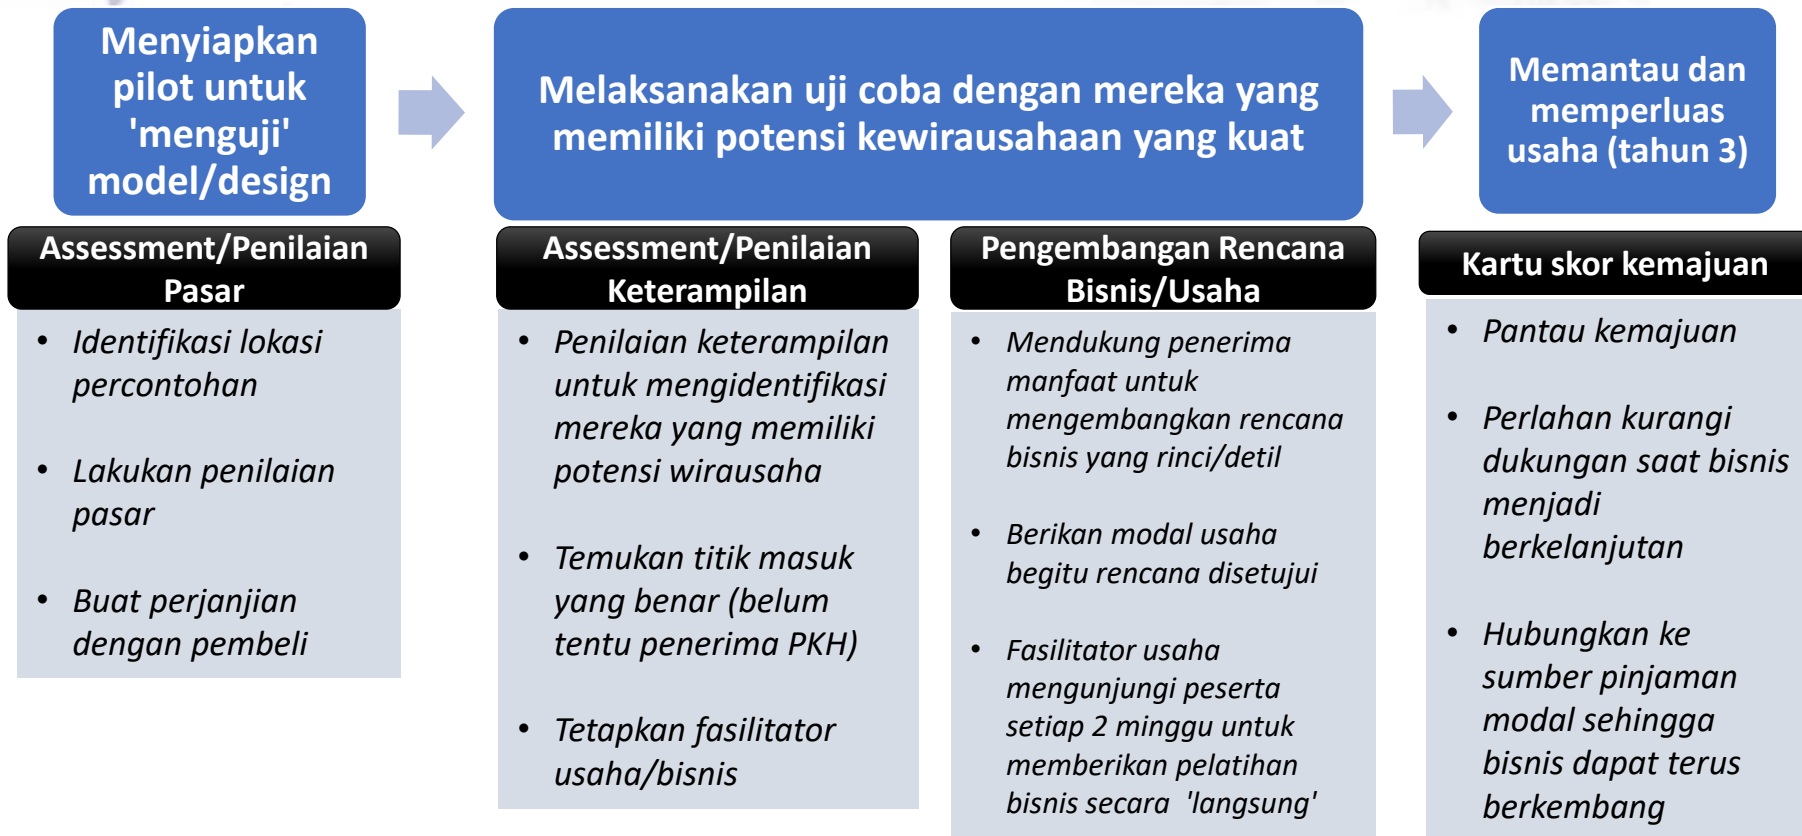 Menyiapkan
pilot untuk
'menguji'
model/design
Melaksanakan uji coba dengan mereka yang
memiliki potensi kewirausahaan yang kuat
Memantau dan
memperluas
usaha (tahun 3)
Assessment/Penilaian
Pasar
• Identifikasi lokasi
percontohan
• Lakukan penilaian
pasar
• Buat perjanjian
dengan pembeli
Assessment/Penilaian
Keterampilan
• Penilaian keterampilan
untuk mengidentifikasi
mereka yang memiliki
potensi wirausaha
• Temukan titik masuk
yang benar (belum
tentu penerima PKH)
• Tetapkan fasilitator
usaha/bisnis
Pengembangan Rencana
Bisnis/Usaha
• Mendukung penerima
manfaat untuk
mengembangkan rencana
bisnis yang rinci/detil
• Berikan modal usaha
begitu rencana disetujui
• Fasilitator usaha
mengunjungi peserta
setiap 2 minggu untuk
memberikan pelatihan
bisnis secara 'langsung'
Kartu skor kemajuan
• Pantau kemajuan
• Perlahan kurangi
dukungan saat bisnis
menjadi
berkelanjutan
• Hubungkan ke
sumber pinjaman
modal sehingga
bisnis dapat terus
berkembang